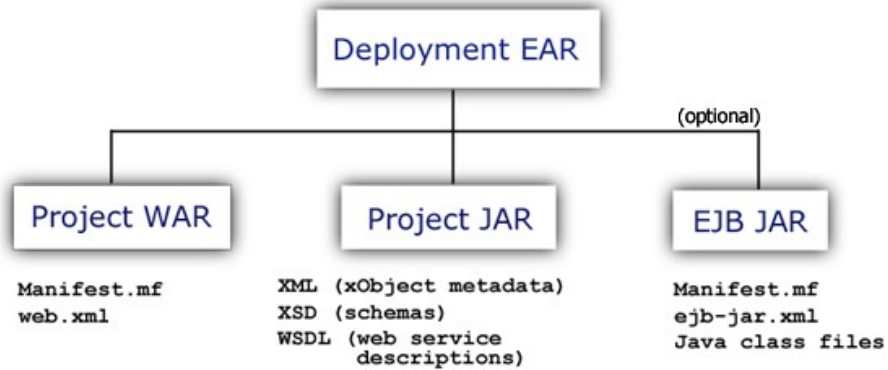 Deployment EAR
(optional)
Project WAR
Manifest.mf
web.xml
Project JAR
XML (xObject metadata)
XSD (schemas)
WSDL (web service
descriptions)
EJB JAR
Manifest.mf
ejb-jar.xml
Java class files